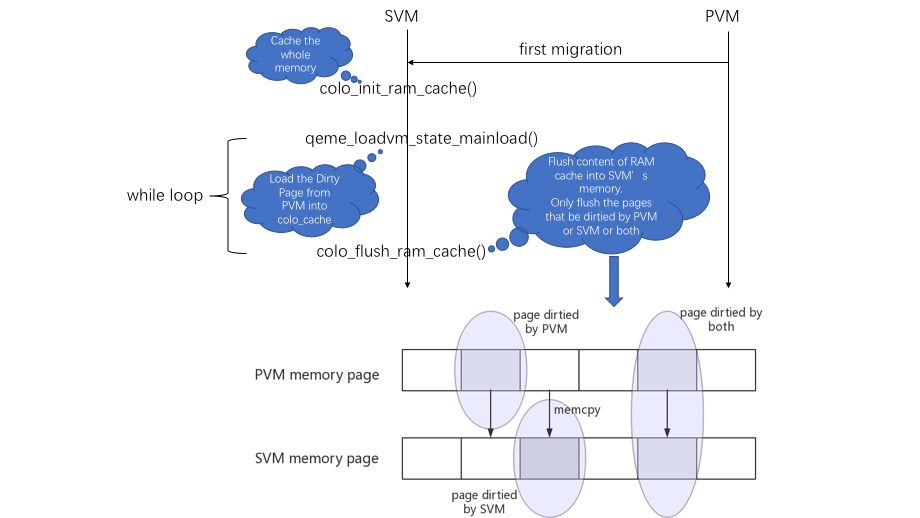 SVM
PVM
Cache the
whole
memory
first migration
colo_init_ram_cache()
qeme_loadvm_state_mainload()
Flush content of RAM
cache into SVM’s
memory.
Only flush the pages
that be dirtied by PVM
or SVM or both
Load the Dirty
Page from
PVM into
colo_cache
while loop
colo_flush_ram_cache()
page dirtied
by PVM
page dirtied by
both
PVM memory page
memcpy
SVM memory page
page dirtied
by SVM